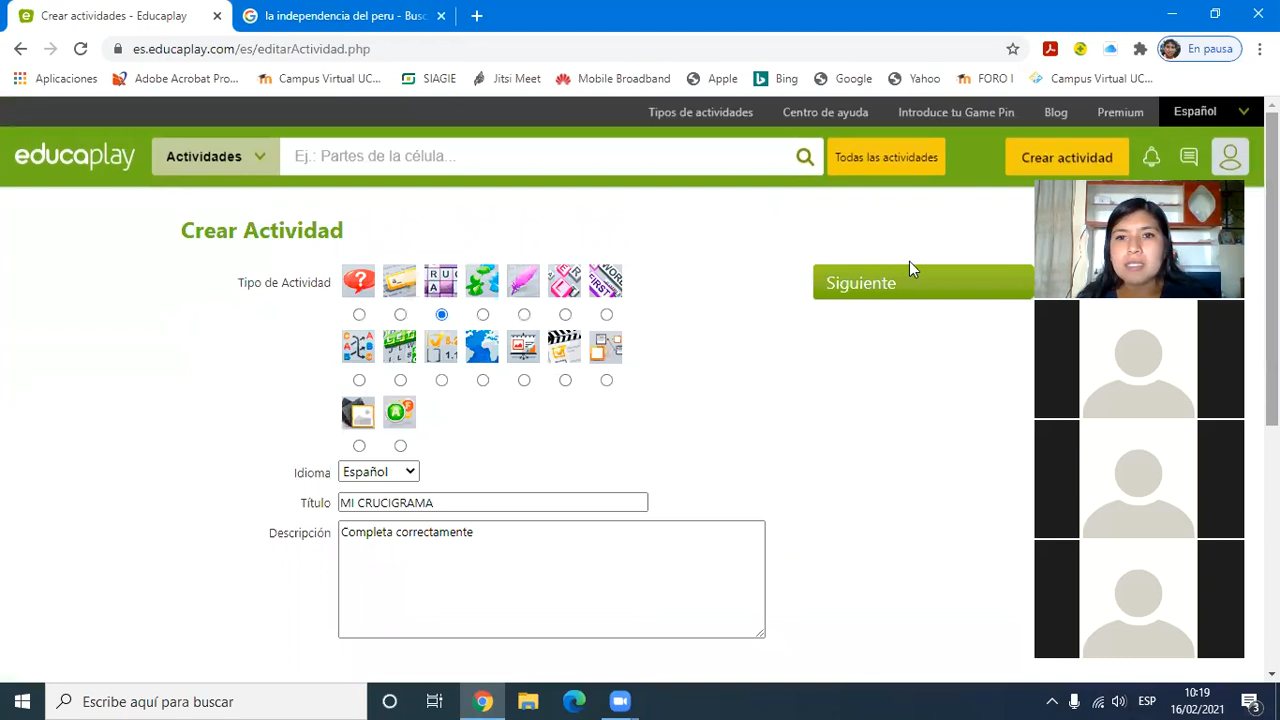 Crear actividades - Educaplay
la independencia del peru - Bus
es.educaplay.com/es/editarActividad.php
En pausa
Aplicaciones
Adobe Acrobat Pro...
Campus Virtual UC...
SIAGIE
Jitsi Meet
Mobile Broadband
Apple
Bing
Google
Yahoo
FORO I
Campus Virtual UC...
Tipos de actividades
Centro de ayuda
Introduce tu Game Pin
Blog
Premium
Español
educaplay
Actividades
Ej.: Partes de la célula...
Todas las actividades
Crear actividad
Crear Actividad
Tipo de Actividad
Siguiente
Idioma
Español
Título
MI CRUCIGRAMA
Descripción
Completa correctamente
Escribe aquí para buscar
ESP
10:19
16/02/2021
3